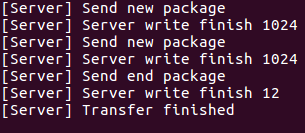 [Server] Send new package
[Server] Server write finish 1024
[Server] Send new package
[Server] Server write finish 1024
[Server] Send end package
[Server] Server write finish 12
[Server] Transfer finished